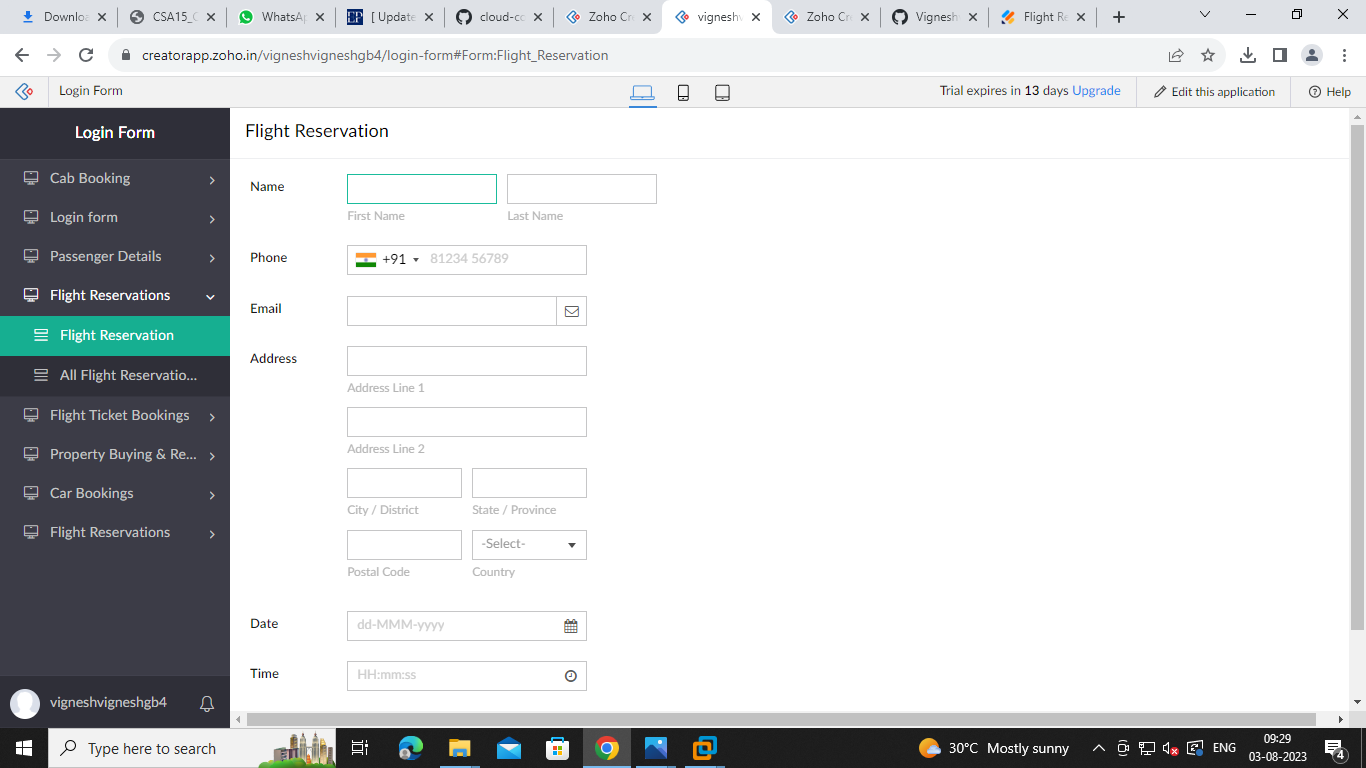 Downloa
CSA15_C
WhatsAp
[ Update
cloud-co
Zoho Cre
vignesh
Zoho Cre
Vignesh
Flight Re
creatorapp.zoho.in/vigneshvigneshgb4/login-form#Form:Flight_Reservation
Login Form
Trial expires in 13 days Upgrade
Edit this application
Help
Login Form
Cab Booking
Login form
Passenger Details
Flight Reservations
Flight Reservation
All Flight Reservatio...
Flight Ticket Bookings
Property Buying & Re...
Car Bookings
Flight Reservations
vigneshvigneshgb4
Flight Reservation
Name
First Name
Last Name
Phone
+91 81234 56789
Email
Address
Address Line 1
Address Line 2
City / District
State / Province
-Select-
Postal Code
Country
Date
dd-MMM-yyyy
Time
HH:mm:ss
Type here to search
30°C Mostly sunny
ENG
09:29
03-08-2023
4